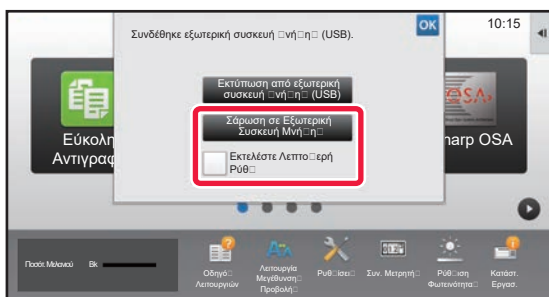 Συνδέθηκε εξωτερική συσκευή □νή□η□ (USB).
OK
10:15
Εκτύπωση από εξωτερική
συσκευή □νή□η□ (USB)
Σάρωση σε Εξωτερική
Συσκευή Μνή□η□
Εκτελέστε Λεπτο□ερή
Ρύθ□
Εύκολη
Αντιγραφ
harp OSA
Ποσότ. Μελανιού Bk
Οδηγό□
Λειτουργιών
Λειτουργία
Μεγέθυνση□
Προβολή□
Ρυθ□ίσει□
Συν. Μετρητή□
Ρύθ□ιση
Φωτεινότητα□
Κατάστ.
Εργασ.